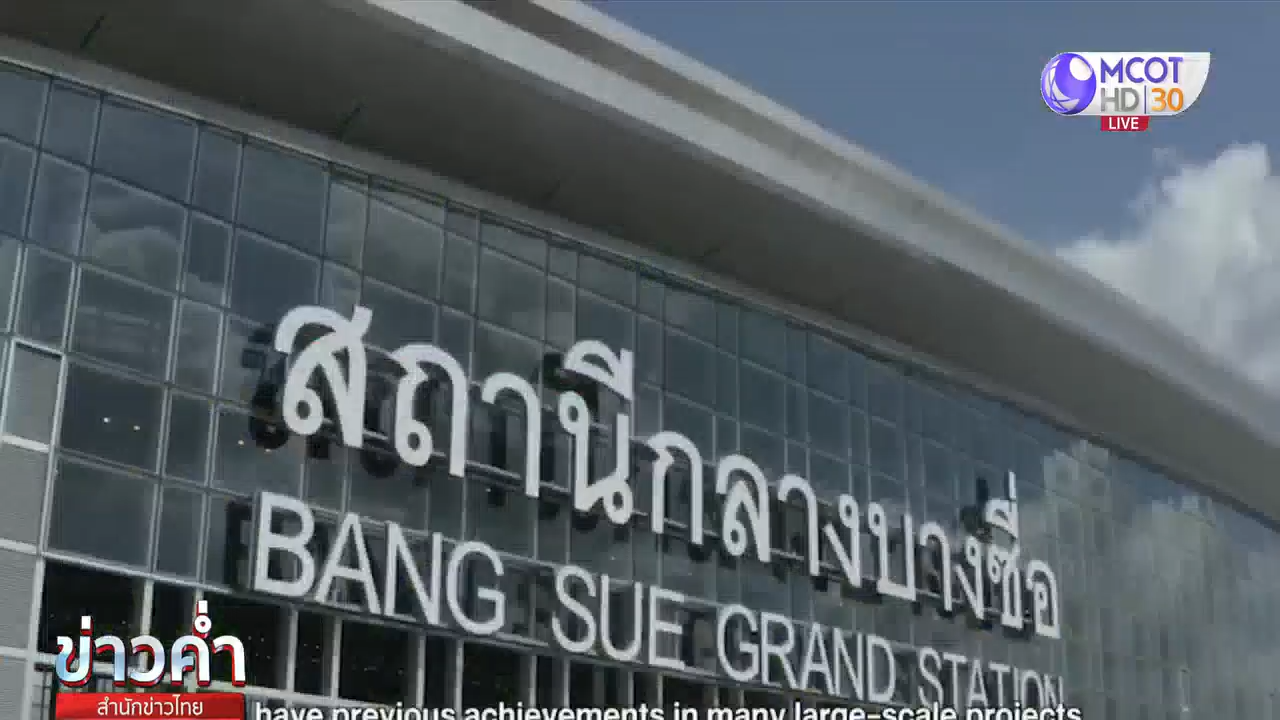 MCOT
HD 30
LIVE
สถานีกลางบางซื่อ
BANG SUE GRAND STATION
ข่าวค่ำ
สำนักข่าวไทย
have previous achievements in many large-scale projects